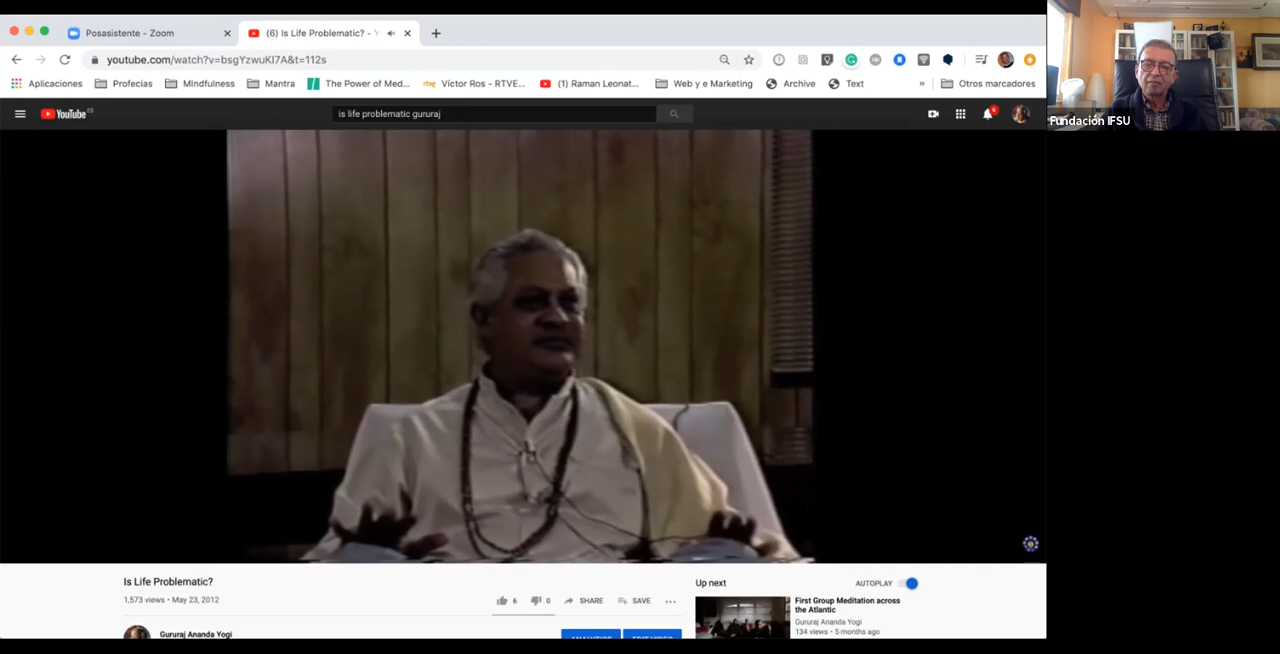 Posasistente - Zoom
(6) Is Life Problematic? -
youtube.com/watch?v=bsgYzwuKI7A&t=112s
Aplicaciones
Profecias
Mindfulness
Mantra
The Power of Med...
Víctor Ros - RTVE...
(1) Raman Leonat...
Web y e Marketing
Archive
Text
»
Otros marcadores
YouTube ES
is life problematic gururaj
Fundación IFSU
Is Life Problematic?
1,573 views • May 23, 2012
6
0
SHARE
SAVE
Up next
AUTOPLAY
First Group Meditation across
the Atlantic
Gururaj Ananda Yogi
134 views • 5 months ago
Gururaj Ananda Yogi